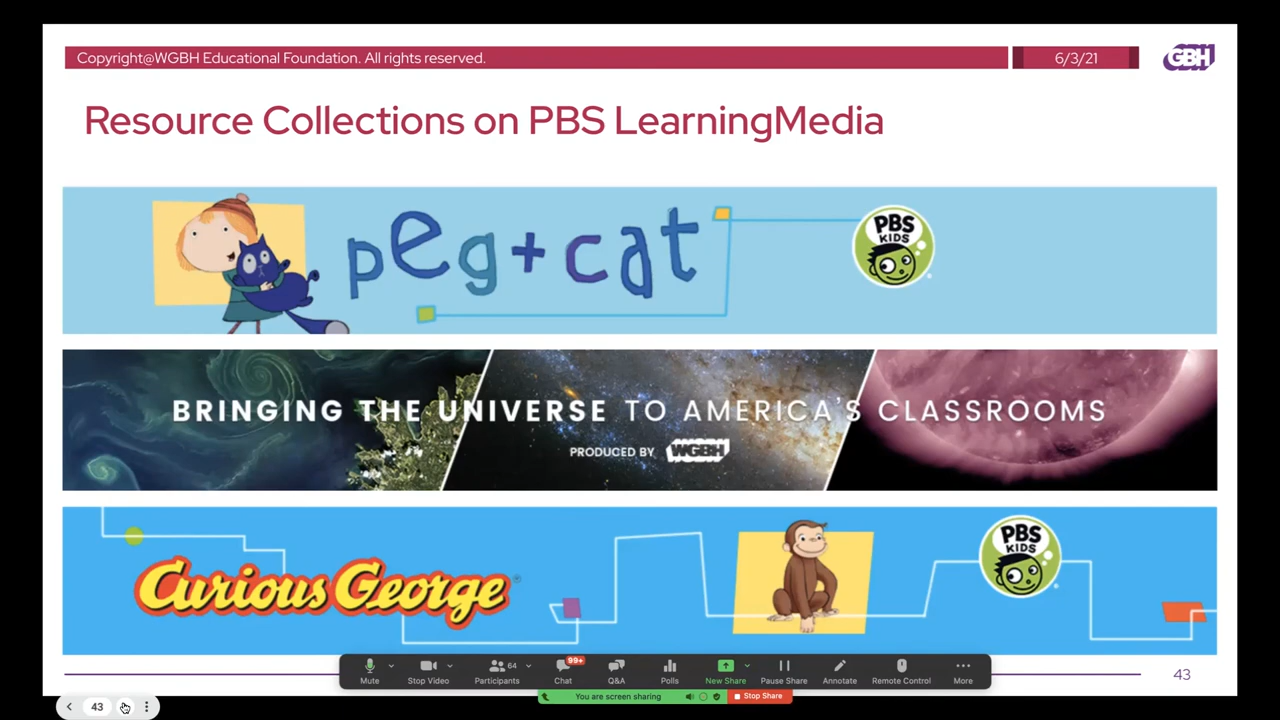 Copyright@WGBH Educational Foundation. All rights reserved.
6/3/21
GBH
Resource Collections on PBS LearningMedia
peg+cat
PBS
KIDS
BRINGING THE UNIVERSE TO AMERICA'S CLASSROOMS
PRODUCED BY WGBH
Curious George
PBS
KIDS
43
64
99+
Mute
Stop Video
Participants
Chat
Q&A
Polls
New Share
Pause Share
Annotate
Remote Control
More
You are screen sharing
Stop Share
43